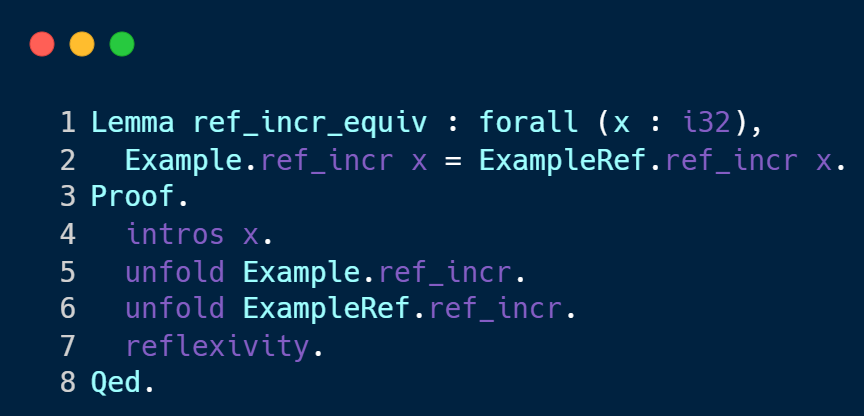 1 Lemma ref_incr_equiv : forall (x : i32),
2   Example.ref_incr x = ExampleRef.ref_incr x.
3 Proof.
4   intros x.
5   unfold Example.ref_incr.
6   unfold ExampleRef.ref_incr.
7   reflexivity.
8 Qed.